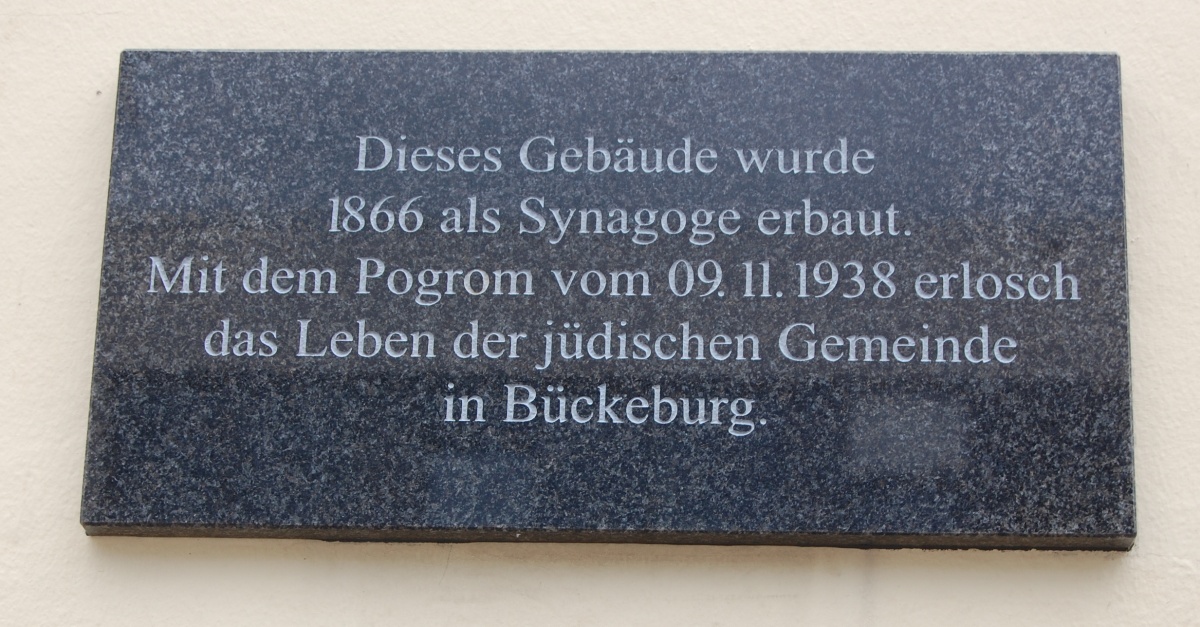 Dieses Gebäude wurde
1866 als Synagoge erbaut.
Mit dem Pogrom vom 09. 11. 1938 erlosch
das Leben der jüdischen Gemeinde
in Bückeburg.